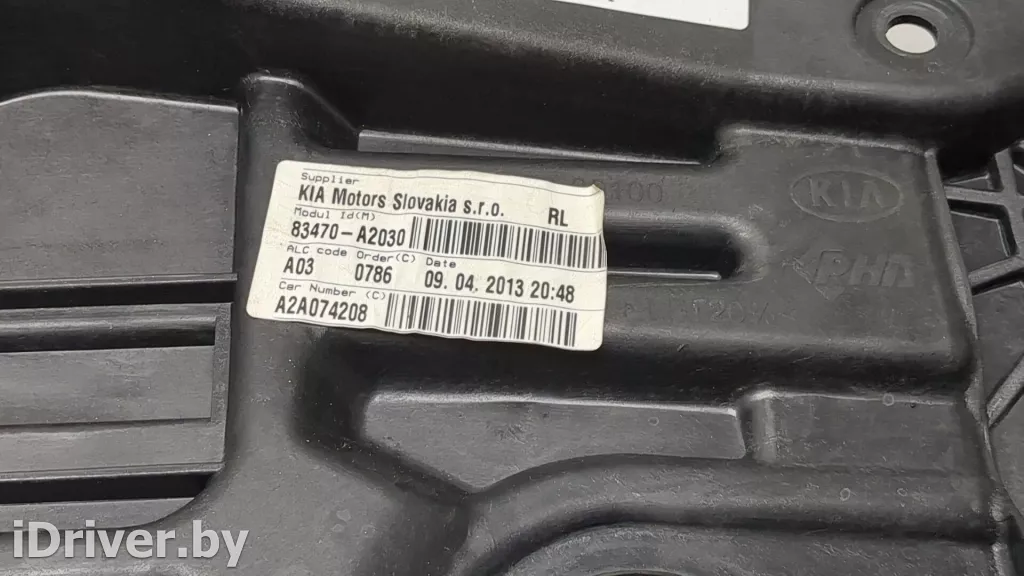 Supplier
KIA Motors Slovakia s.r.o. RL
Modul Id(M)
83470-A2030
ALC code Order(C) Date
A03 0786 09. 04. 2013 20:48
Car Number (C)
A2A074208
KIA
PHA
iDriver.by